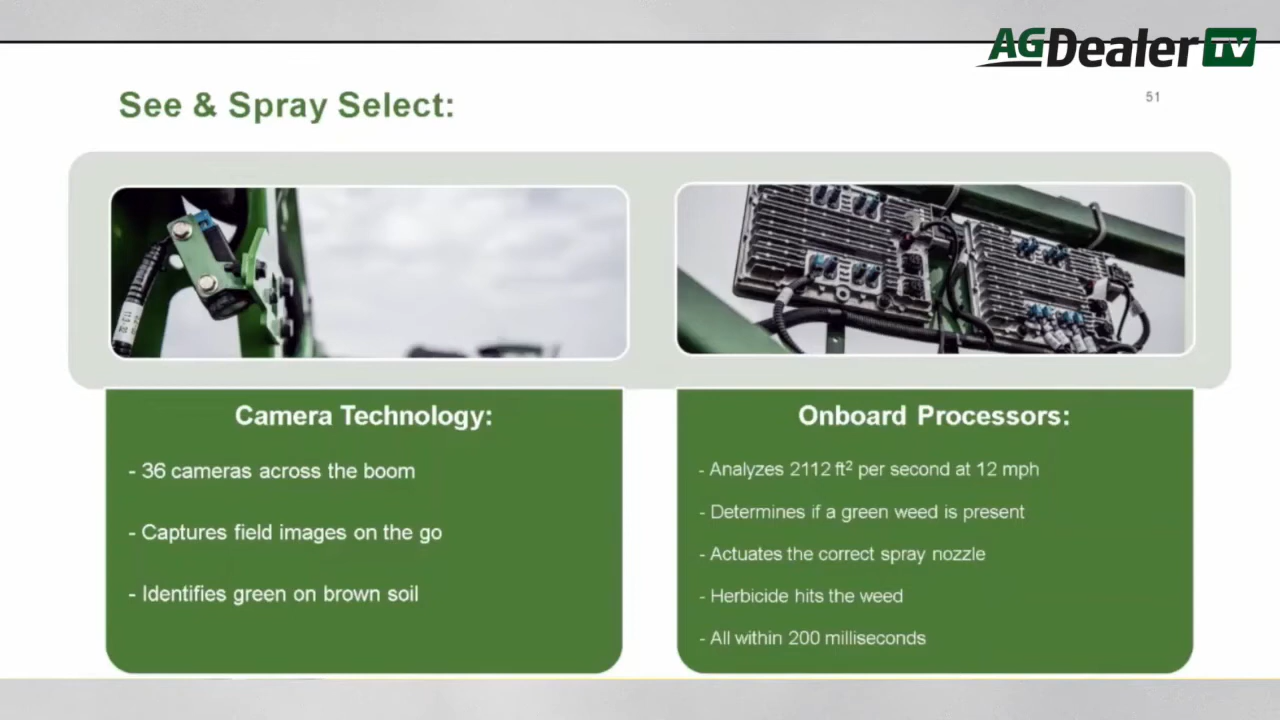 AGDealer TV
See & Spray Select:
51
Camera Technology:
- 36 cameras across the boom
- Captures field images on the go
- Identifies green on brown soil
Onboard Processors:
- Analyzes 2112 ft² per second at 12 mph
- Determines if a green weed is present
- Actuates the correct spray nozzle
- Herbicide hits the weed
- All within 200 milliseconds